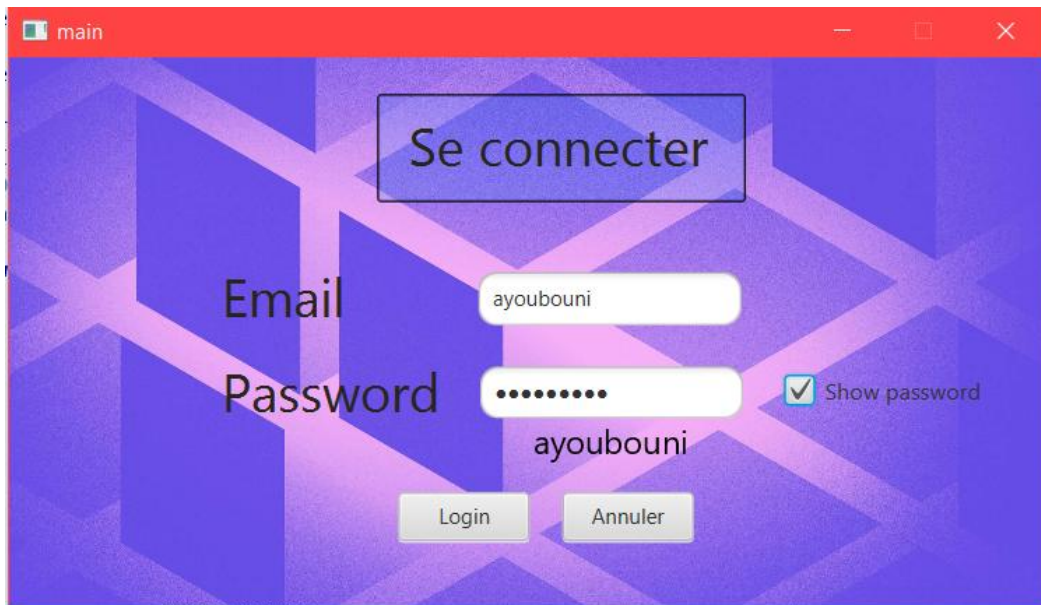 main
Se connecter
Email ayoubouni
Password ••••••••• Show password
ayoubouni
Login Annuler